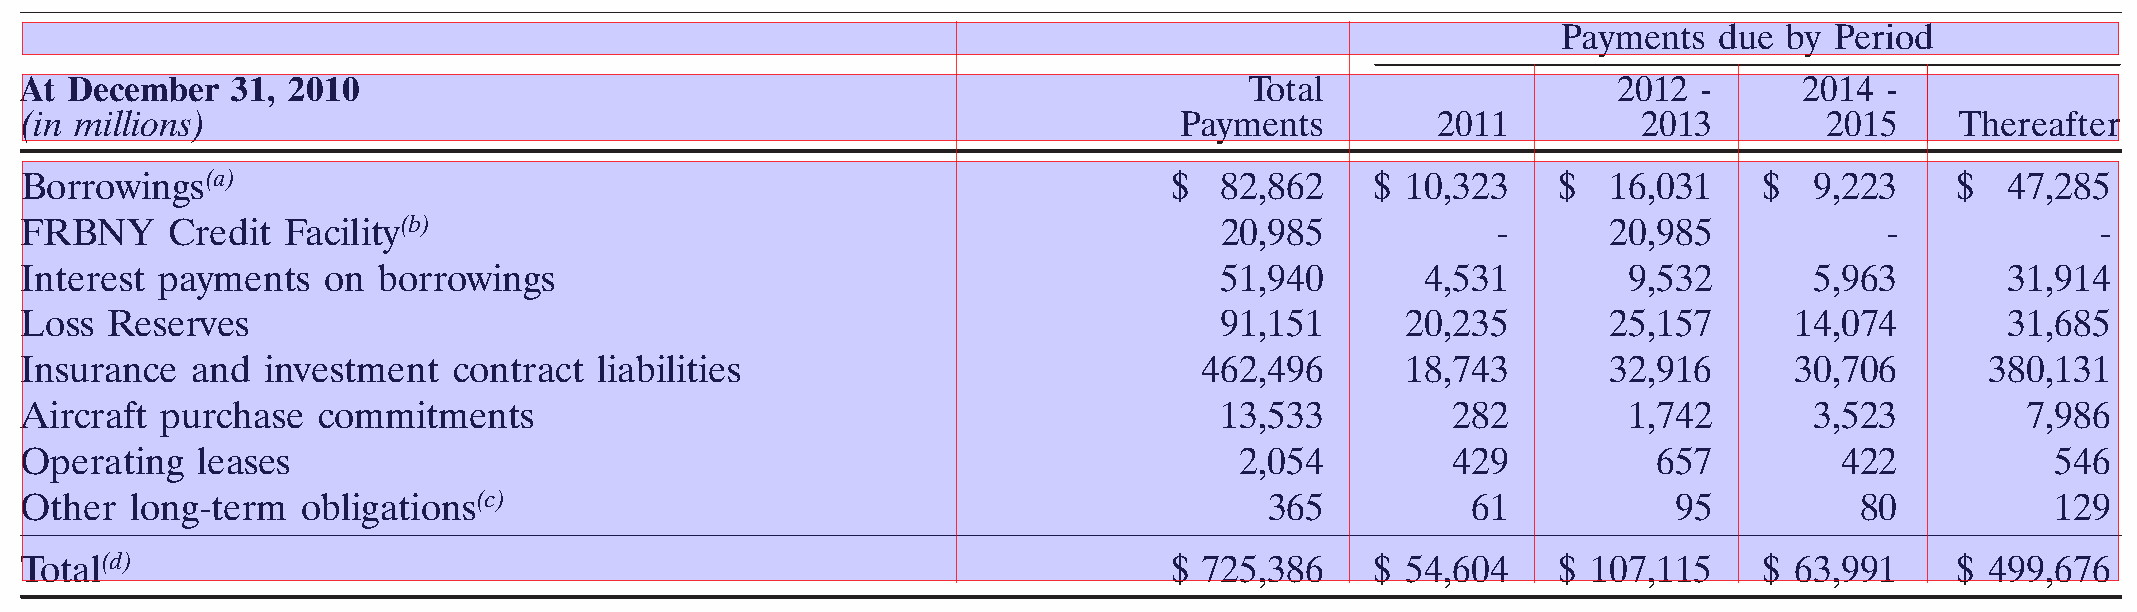 Payments due by Period
At December 31, 2010 Total 2012 - 2014 -
(in millions) Payments 2011 2013 2015 Thereafter
Borrowings(a) $ 82,862 $ 10,323 $ 16,031 $ 9,223 $ 47,285
FRBNY Credit Facility(b) 20,985 - 20,985 - -
Interest payments on borrowings 51,940 4,531 9,532 5,963 31,914
Loss Reserves 91,151 20,235 25,157 14,074 31,685
Insurance and investment contract liabilities 462,496 18,743 32,916 30,706 380,131
Aircraft purchase commitments 13,533 282 1,742 3,523 7,986
Operating leases 2,054 429 657 422 546
Other long-term obligations(c) 365 61 95 80 129
Total(d) $ 725,386 $ 54,604 $ 107,115 $ 63,991 $ 499,676